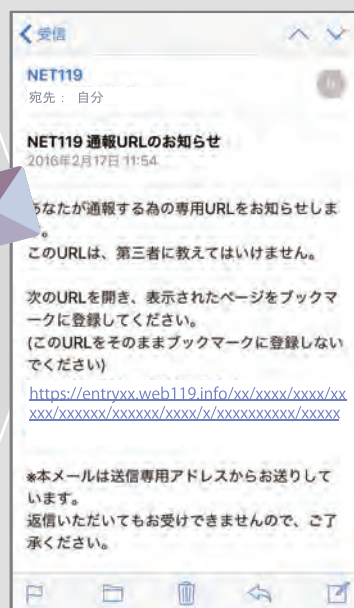 受信
NET119
宛先： 自分
NET119 通報URLのお知らせ
2016年2月17日 11:54
あなたが通報する為の専用URLをお知らせしま
。
このURLは、第三者に教えてはいけません。
次のURLを開き、表示されたページをブックマ
ークに登録してください。
(このURLをそのままブックマークに登録しない
でください)
https://entryxx.web119.info/xx/xxxx/xxxx/xx
xxx/xxxxxx/xxxxxx/xxxx/x/xxxxxxxxxx/xxxxx
※本メールは送信専用アドレスからお送りして
います。
返信いただいてもお受けできませんので、ご了
承ください。